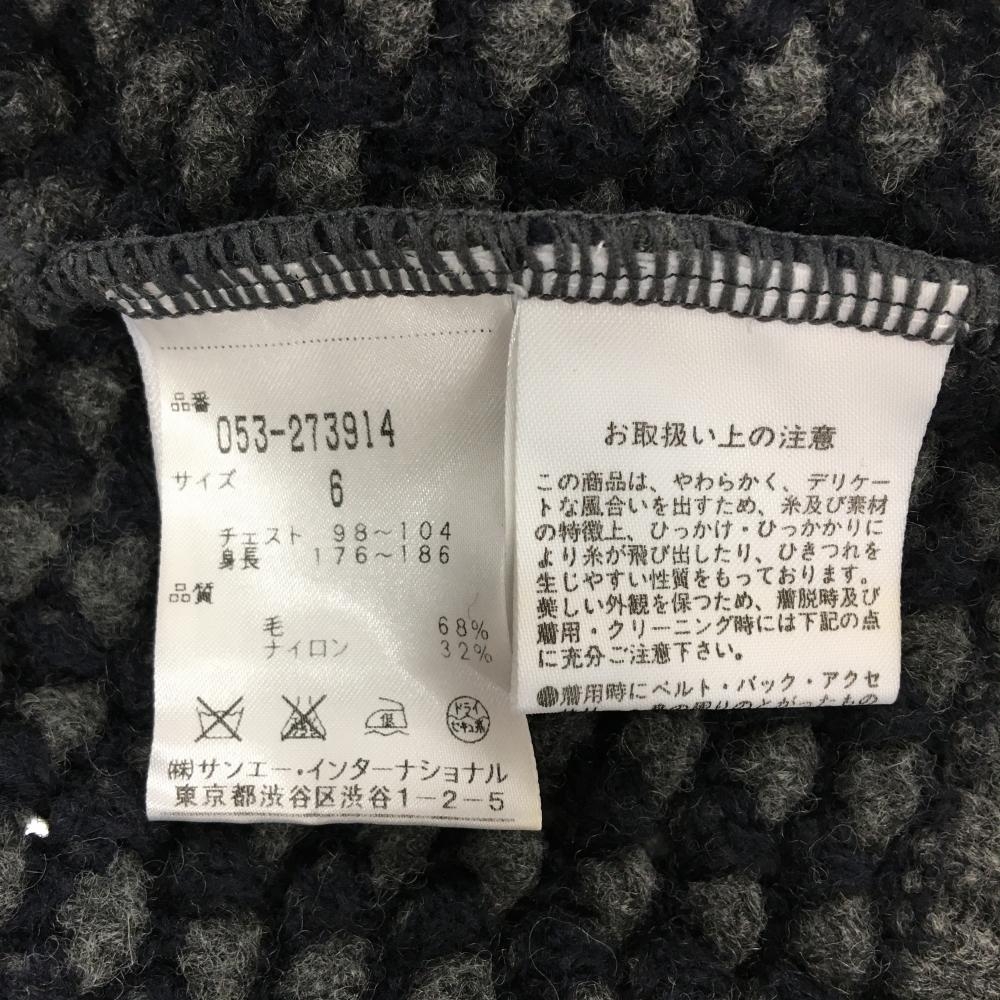 品番
053-273914
サイズ
6
チェスト 98~104
身長 176~186
品質
毛 68%
ナイロン 32%
低
ドライ
セキユ系
㈱サンエー・インターナショナル
東京都渋谷区渋谷1-2-5
お取扱い上の注意
この商品は、やわらかく、デリケー
トな風合いを出すため、糸及び素材
の特徴上、ひっかけ・ひっかかりに
より糸が飛び出したり、ひきつれを
生じやすい性質をもっております。
美しい外観を保つため、着脱時及び
着用・クリーニング時には下記の点
に充分ご注意下さい。
●着用時にベルト・バック・アクセ